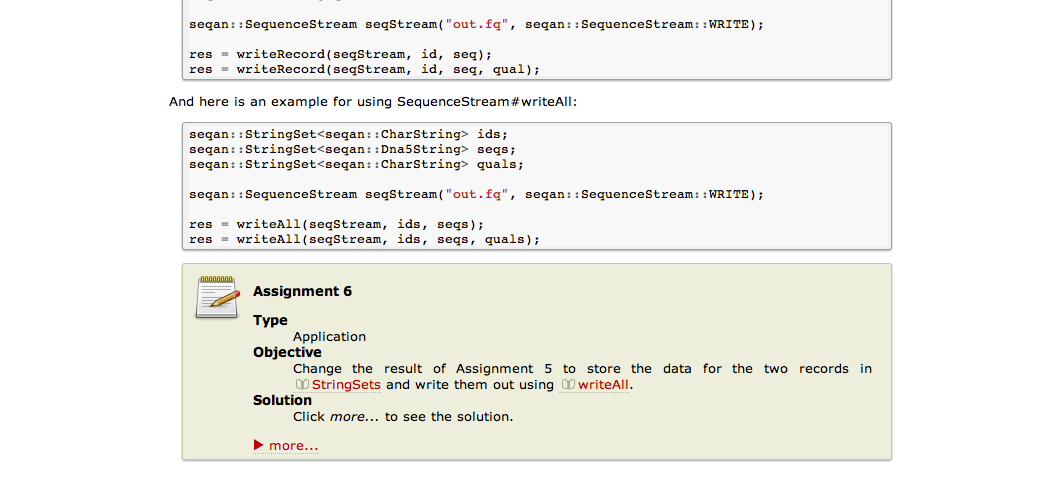 seqan::SequenceStream seqStream("out.fq", seqan::SequenceStream::WRITE);
res = writeRecord(seqStream, id, seq);
res = writeRecord(seqStream, id, seq, qual);
And here is an example for using SequenceStream#writeAll:
seqan::StringSet<seqan::CharString> ids;
seqan::StringSet<seqan::Dna5String> seqs;
seqan::StringSet<seqan::CharString> quals;
seqan::SequenceStream seqStream("out.fq", seqan::SequenceStream::WRITE);
res = writeAll(seqStream, ids, seqs);
res = writeAll(seqStream, ids, seqs, quals);
Assignment 6
Type
Application
Objective
Change the result of Assignment 5 to store the data for the two records in
StringSets and write them out using writeAll.
Solution
Click more... to see the solution.
more...